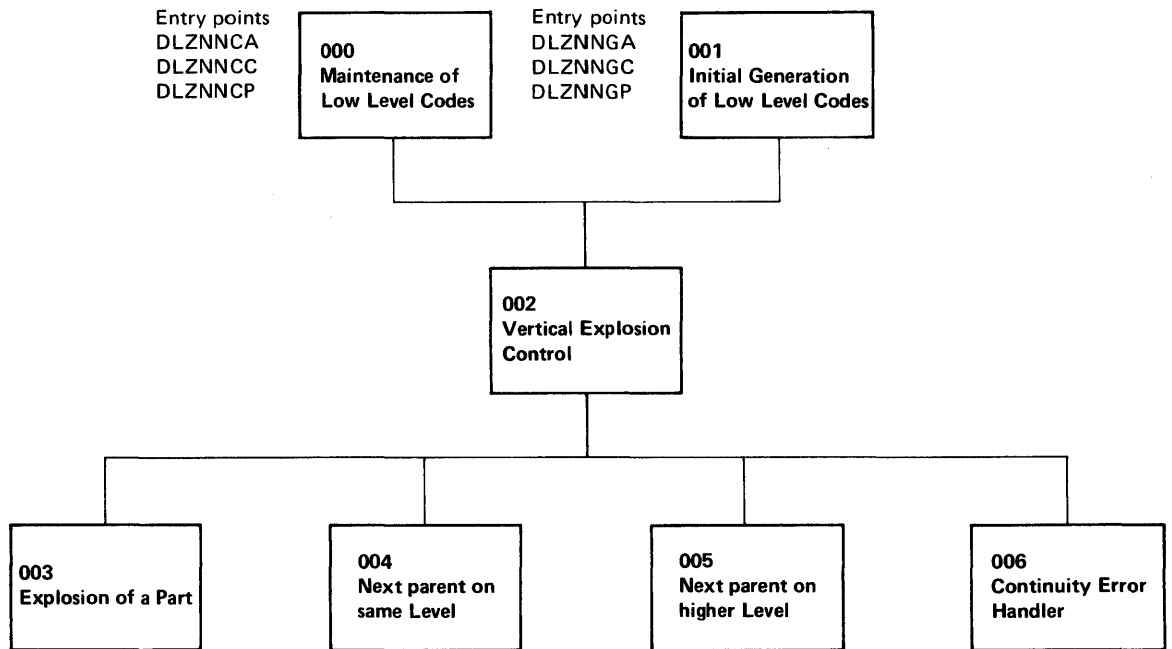 Entry points
DLZNNCA
DLZNNCC
DLZNNCP
000
Maintenance of
Low Level Codes
Entry points
DLZNNGA
DLZNNGC
DLZNNGP
001
Initial Generation
of Low Level Codes
002
Vertical Explosion
Control
003
Explosion of a Part
004
Next parent on
same Level
005
Next parent on
higher Level
006
Continuity Error
Handler